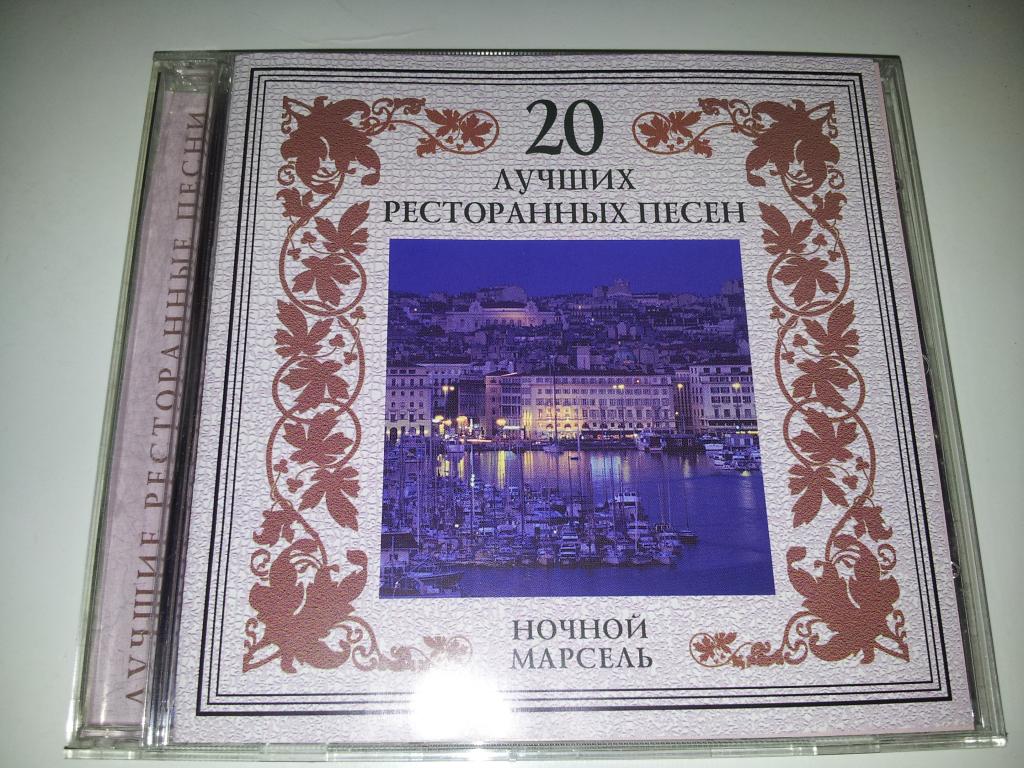 20
ЛУЧШИХ
РЕСТОРАННЫХ ПЕСЕН
НОЧНОЙ
МАРСЕЛЬ
ЛУЧШИЕ РЕСТОРАННЫЕ ПЕСНИ